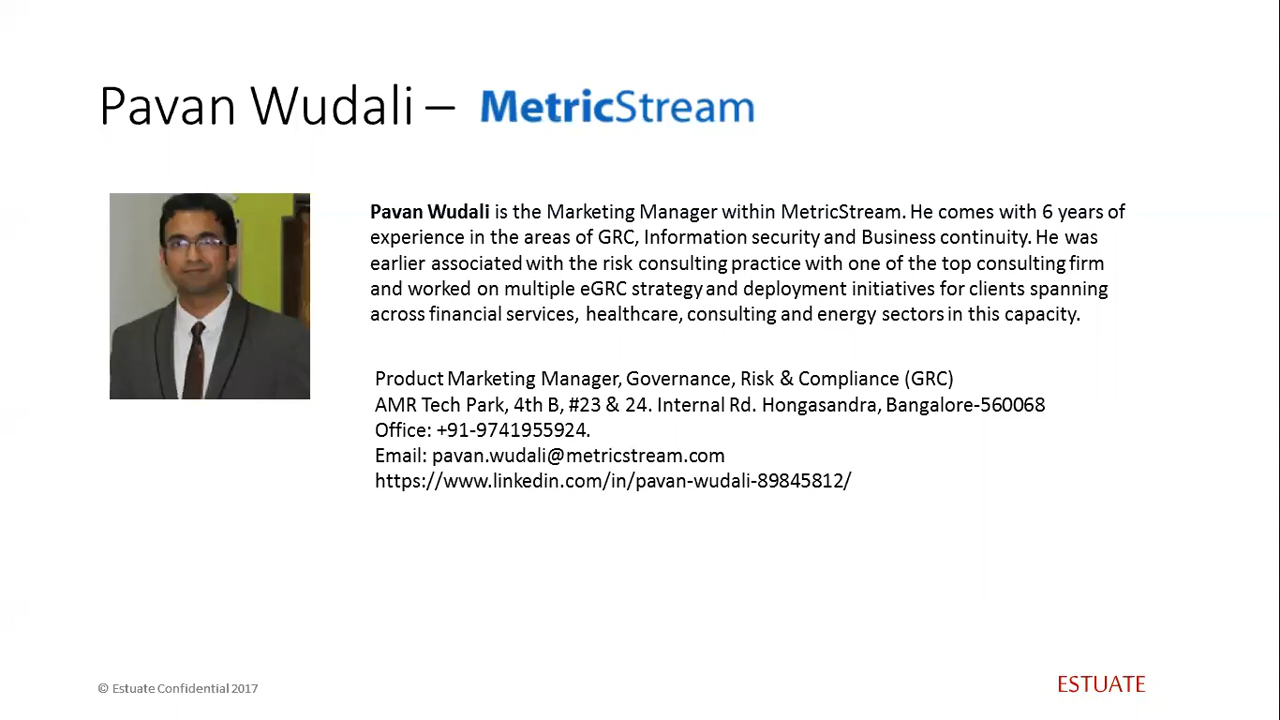 Pavan Wudali – MetricStream
Pavan Wudali is the Marketing Manager within MetricStream. He comes with 6 years of
experience in the areas of GRC, Information security and Business continuity. He was
earlier associated with the risk consulting practice with one of the top consulting firm
and worked on multiple eGRC strategy and deployment initiatives for clients spanning
across financial services, healthcare, consulting and energy sectors in this capacity.
Product Marketing Manager, Governance, Risk & Compliance (GRC)
AMR Tech Park, 4th B, #23 & 24. Internal Rd. Hongasandra, Bangalore-560068
Office: +91-9741955924.
Email: pavan.wudali@metricstream.com
https://www.linkedin.com/in/pavan-wudali-89845812/
© Estuate Confidential 2017
ESTUATE